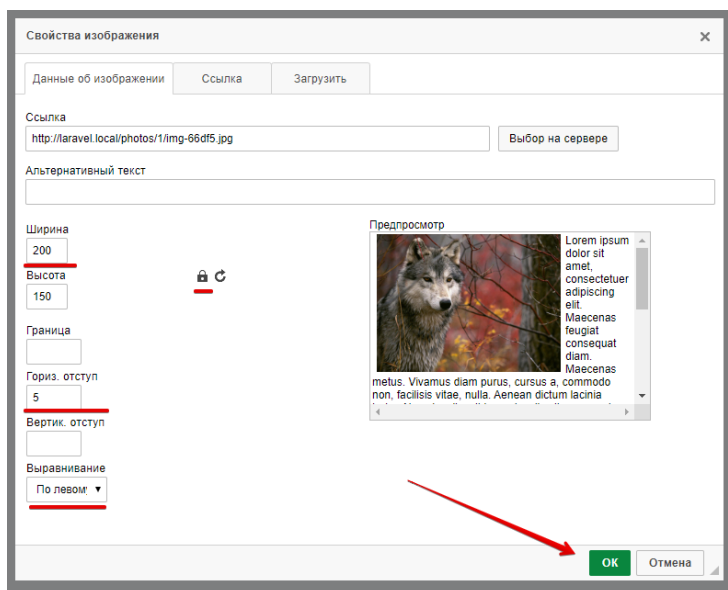 Свойства изображения
Данные об изображении Ссылка Загрузить
Ссылка
http://laravel.local/photos/1/img-66df5.jpg Выбор на сервере
Альтернативный текст
Ширина
200
Высота
150
Граница
Гориз. отступ
5
Вертик. отступ
Выравнивание
По левому
Предпросмотр
Lorem ipsum
dolor sit
amet,
consectetuer
adipiscing
elit.
Maecenas
feugiat
consequat
diam.
Maecenas
metus. Vivamus diam purus, cursus a, commodo
non, facilisis vitae, nulla. Aenean dictum lacinia
ОК Отмена